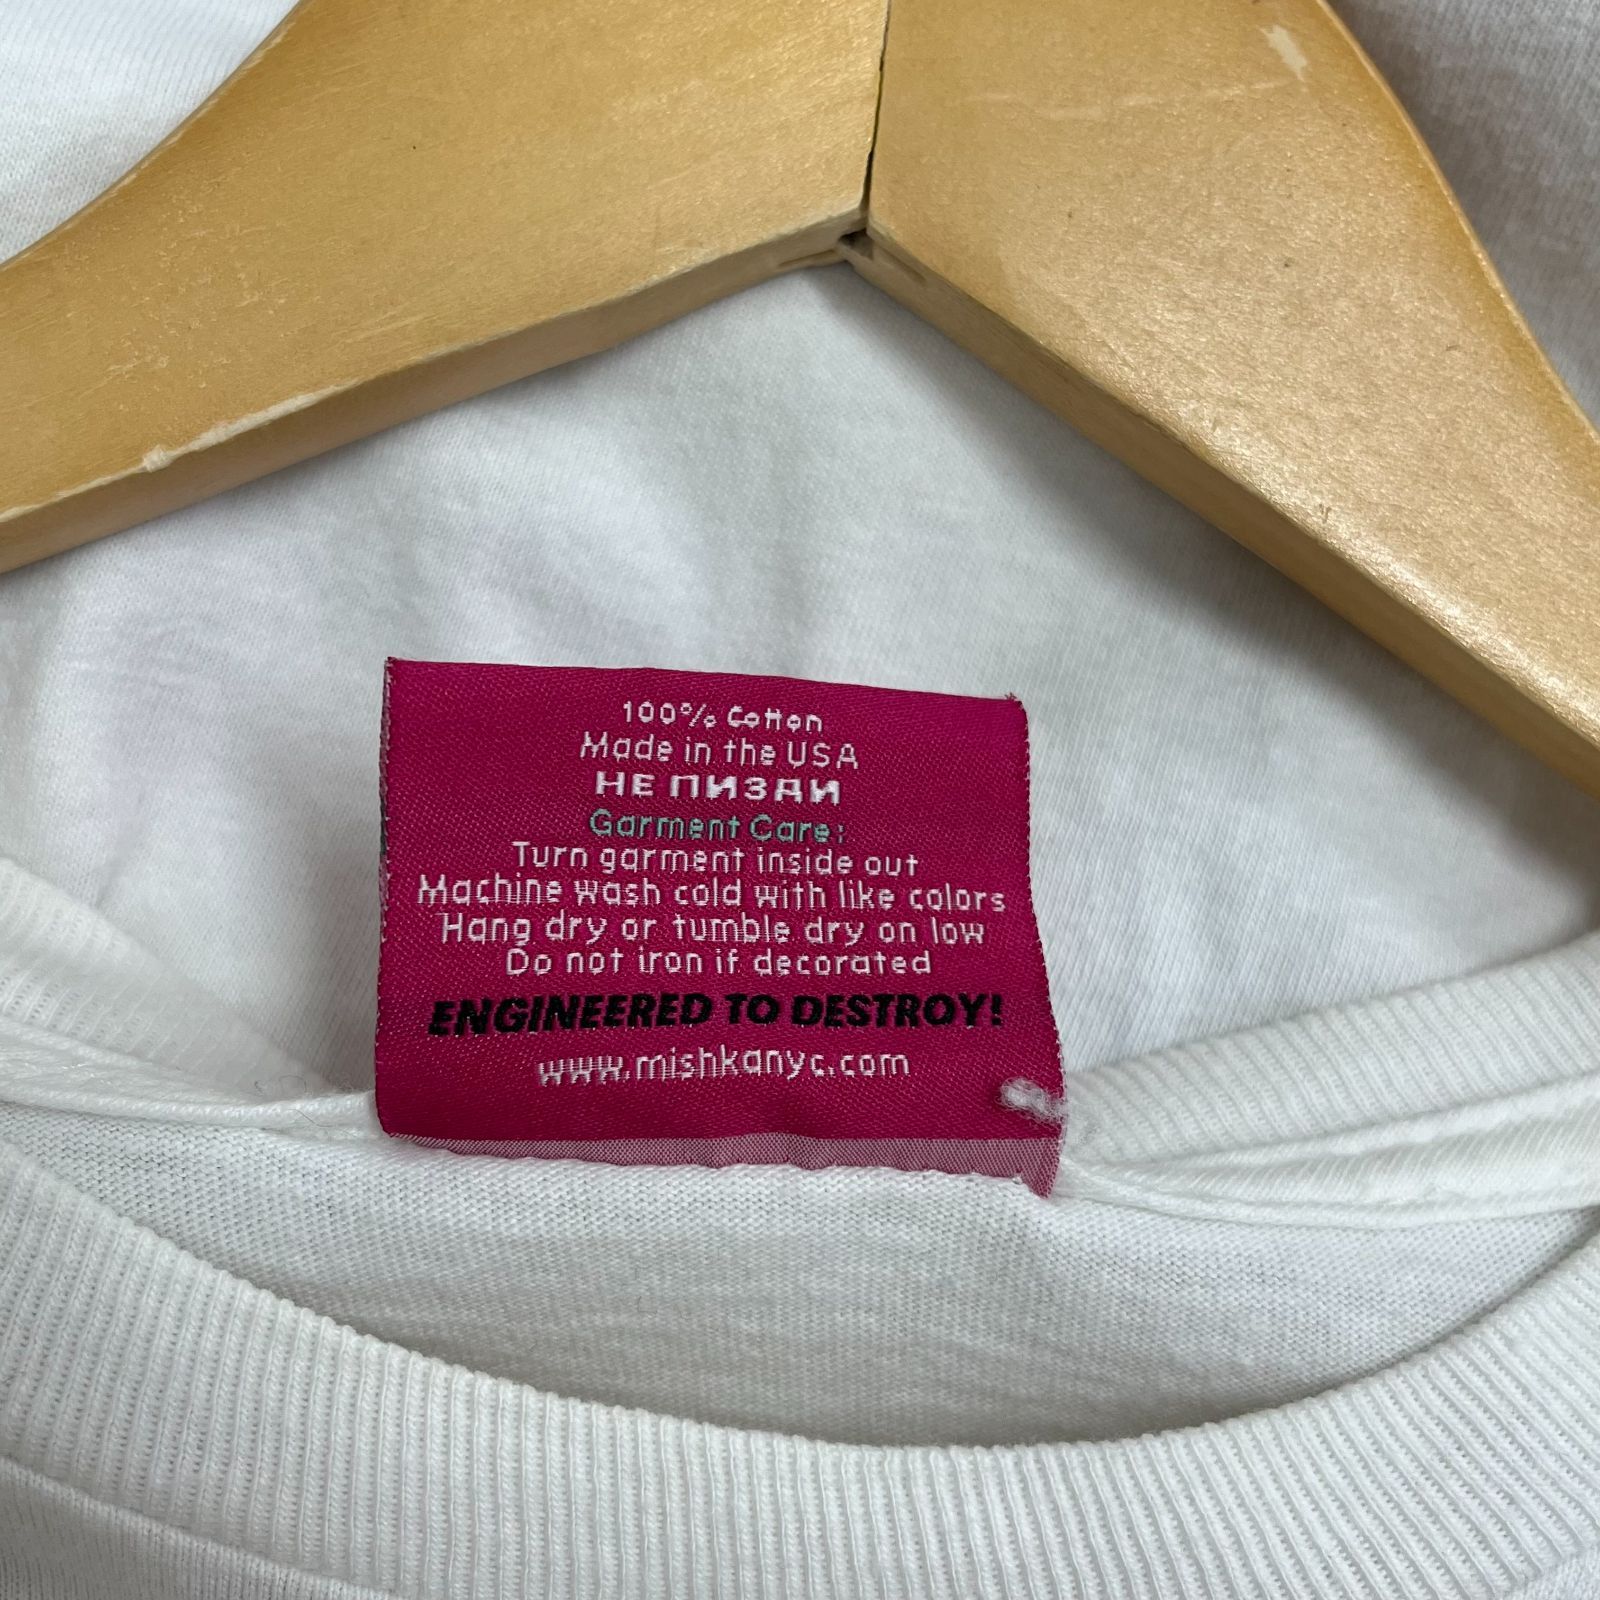 100% Cotton
Made in the USA
НЕ ПИЗДИ
Garment Care:
Turn garment inside out
Machine wash cold with like colors
Hang dry or tumble dry on low
Do not iron if decorated
ENGINEERED TO DESTROY!
www.mishkanyc.com